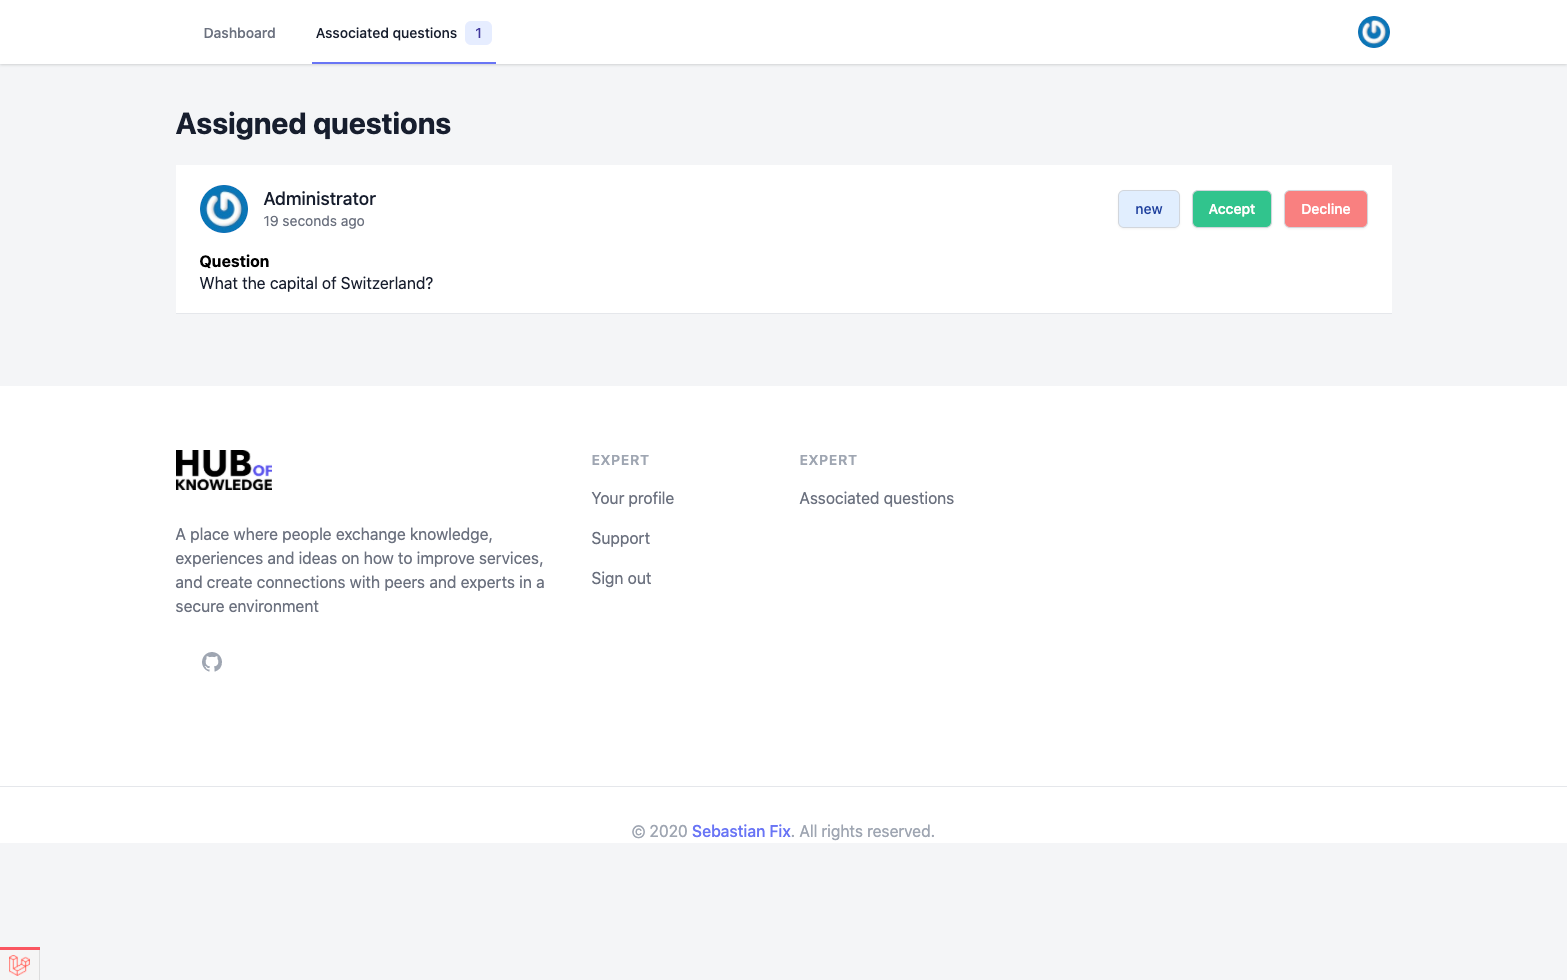 Dashboard
Associated questions 1
Assigned questions
Administrator
19 seconds ago
new
Accept
Decline
Question
What the capital of Switzerland?
HUB OF
KNOWLEDGE
A place where people exchange knowledge,
experiences and ideas on how to improve services,
and create connections with peers and experts in a
secure environment
EXPERT
Your profile
Support
Sign out
EXPERT
Associated questions
© 2020 Sebastian Fix. All rights reserved.